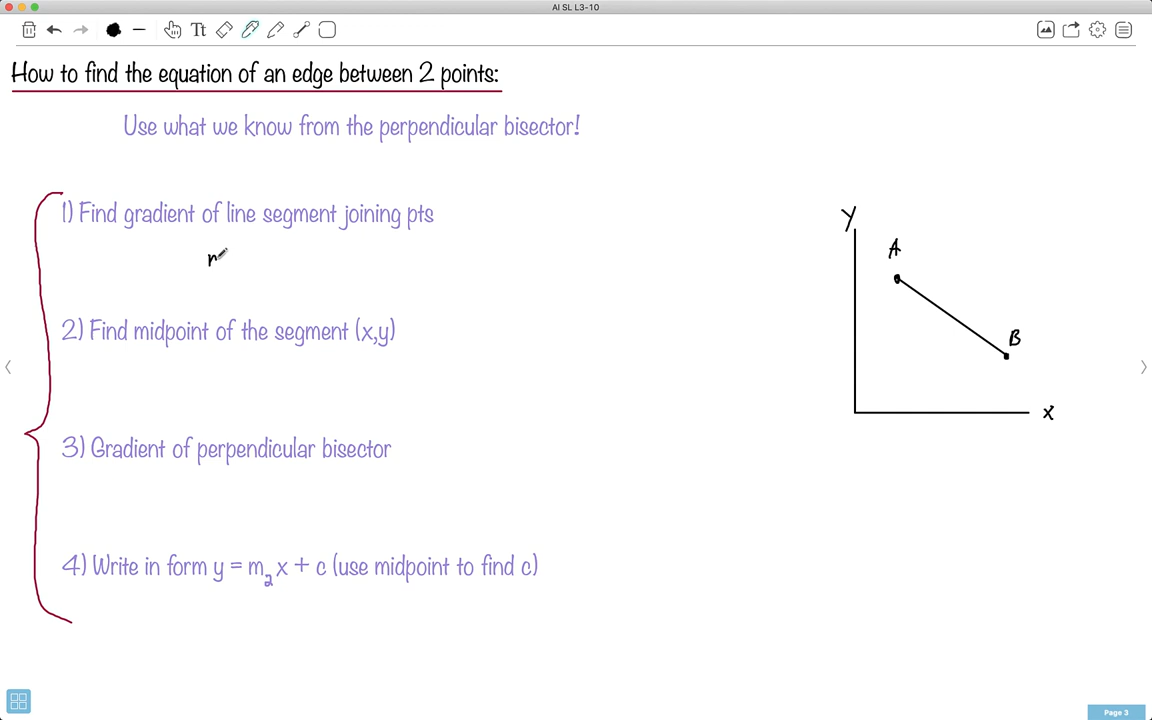 AI SL L3-10
Tt
How to find the equation of an edge between 2 points:
Use what we know from the perpendicular bisector!
1) Find gradient of line segment joining pts
2) Find midpoint of the segment (x,y)
3) Gradient of perpendicular bisector
4) Write in form y = m₂ x + c (use midpoint to find c)
y
A
B
x
Page 3